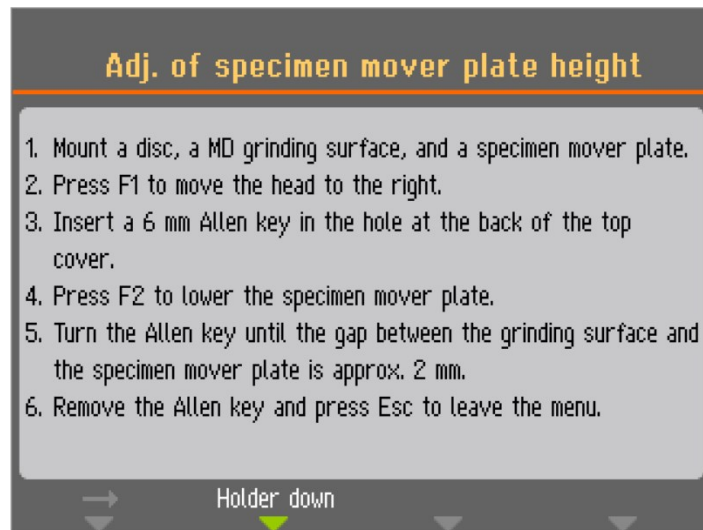 Adj. of specimen mover plate height
1. Mount a disc, a MD grinding surface, and a specimen mover plate.
2. Press F1 to move the head to the right.
3. Insert a 6 mm Allen key in the hole at the back of the top
cover.
4. Press F2 to lower the specimen mover plate.
5. Turn the Allen key until the gap between the grinding surface and
the specimen mover plate is approx. 2 mm.
6. Remove the Allen key and press Esc to leave the menu.
Holder down